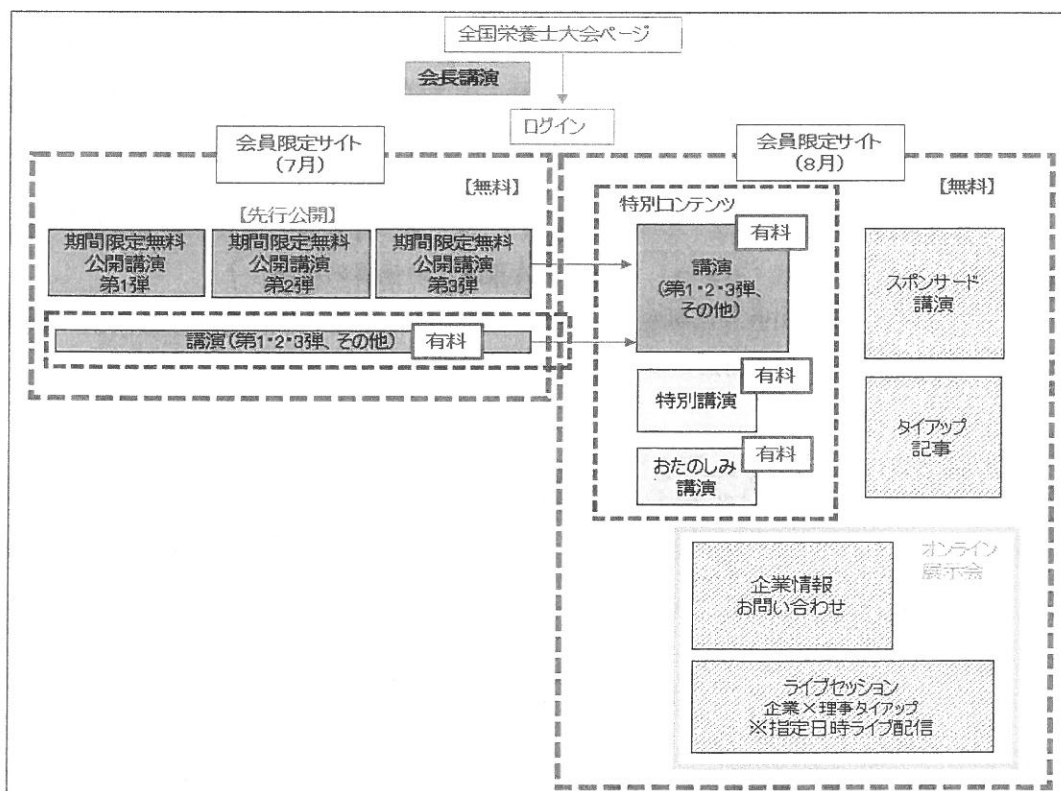 全国栄養士大会ページ
会長講演
ログイン
会員限定サイト
(7月)
【無料】
【先行公開】
期間限定無料
公開講演
第1弾
期間限定無料
公開講演
第2弾
期間限定無料
公開講演
第3弾
講演(第1・2・3弾、その他)
有料
会員限定サイト
(8月)
【無料】
特別コンテンツ
有料
講演
(第1・2・3弾、
その他)
有料
特別講演
有料
おたのしみ
講演
スポンサード
講演
タイアップ
記事
オンライン
展示会
企業情報
お問い合わせ
ライブセッション
企業×理事タイアップ
※指定日時ライブ配信